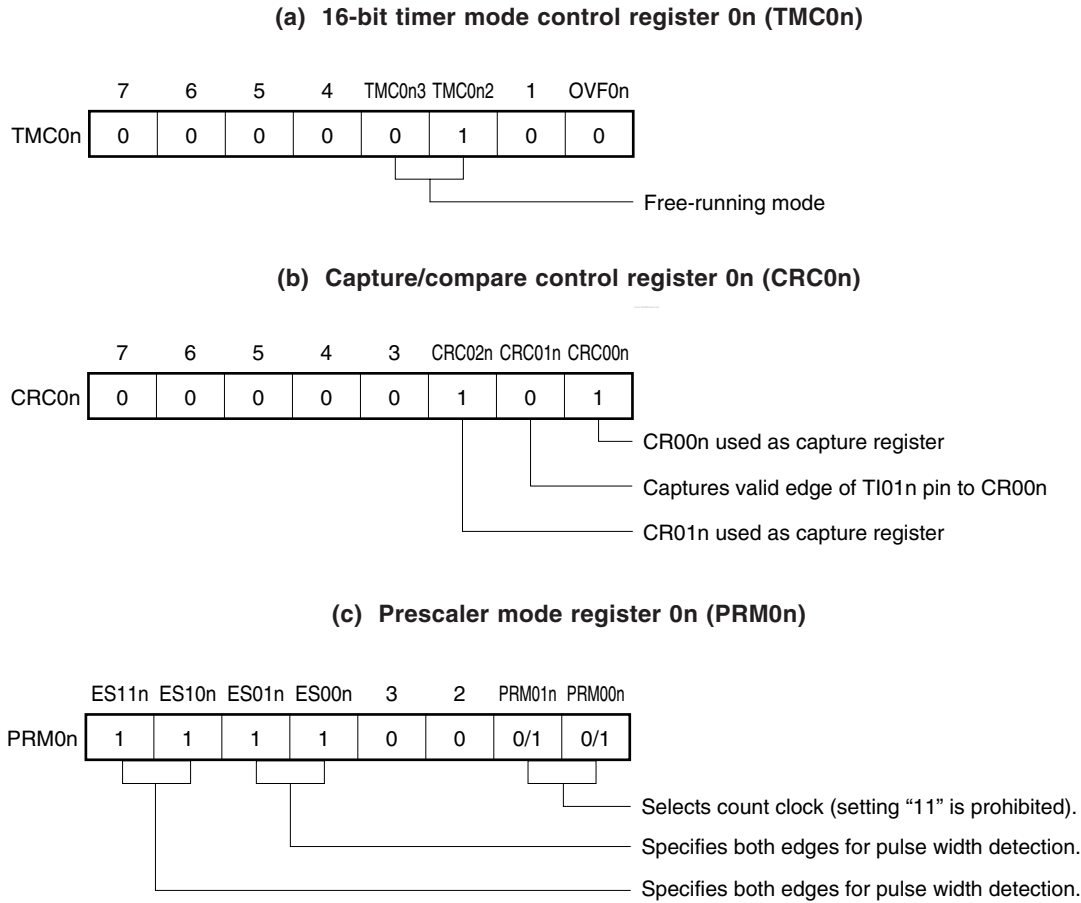 (a) 16-bit timer mode control register 0n (TMC0n)
7 6 5 4 TMC0n3 TMC0n2 1 OVF0n
TMC0n 0 0 0 0 0 1 0 0
Free-running mode
(b) Capture/compare control register 0n (CRC0n)
7 6 5 4 3 CRC02n CRC01n CRC00n
CRC0n 0 0 0 0 0 1 0 1
CR00n used as capture register
Captures valid edge of TI01n pin to CR00n
CR01n used as capture register
(c) Prescaler mode register 0n (PRM0n)
ES11n ES10n ES01n ES00n 3 2 PRM01n PRM00n
PRM0n 1 1 1 1 0 0 0/1 0/1
Selects count clock (setting “11” is prohibited).
Specifies both edges for pulse width detection.
Specifies both edges for pulse width detection.